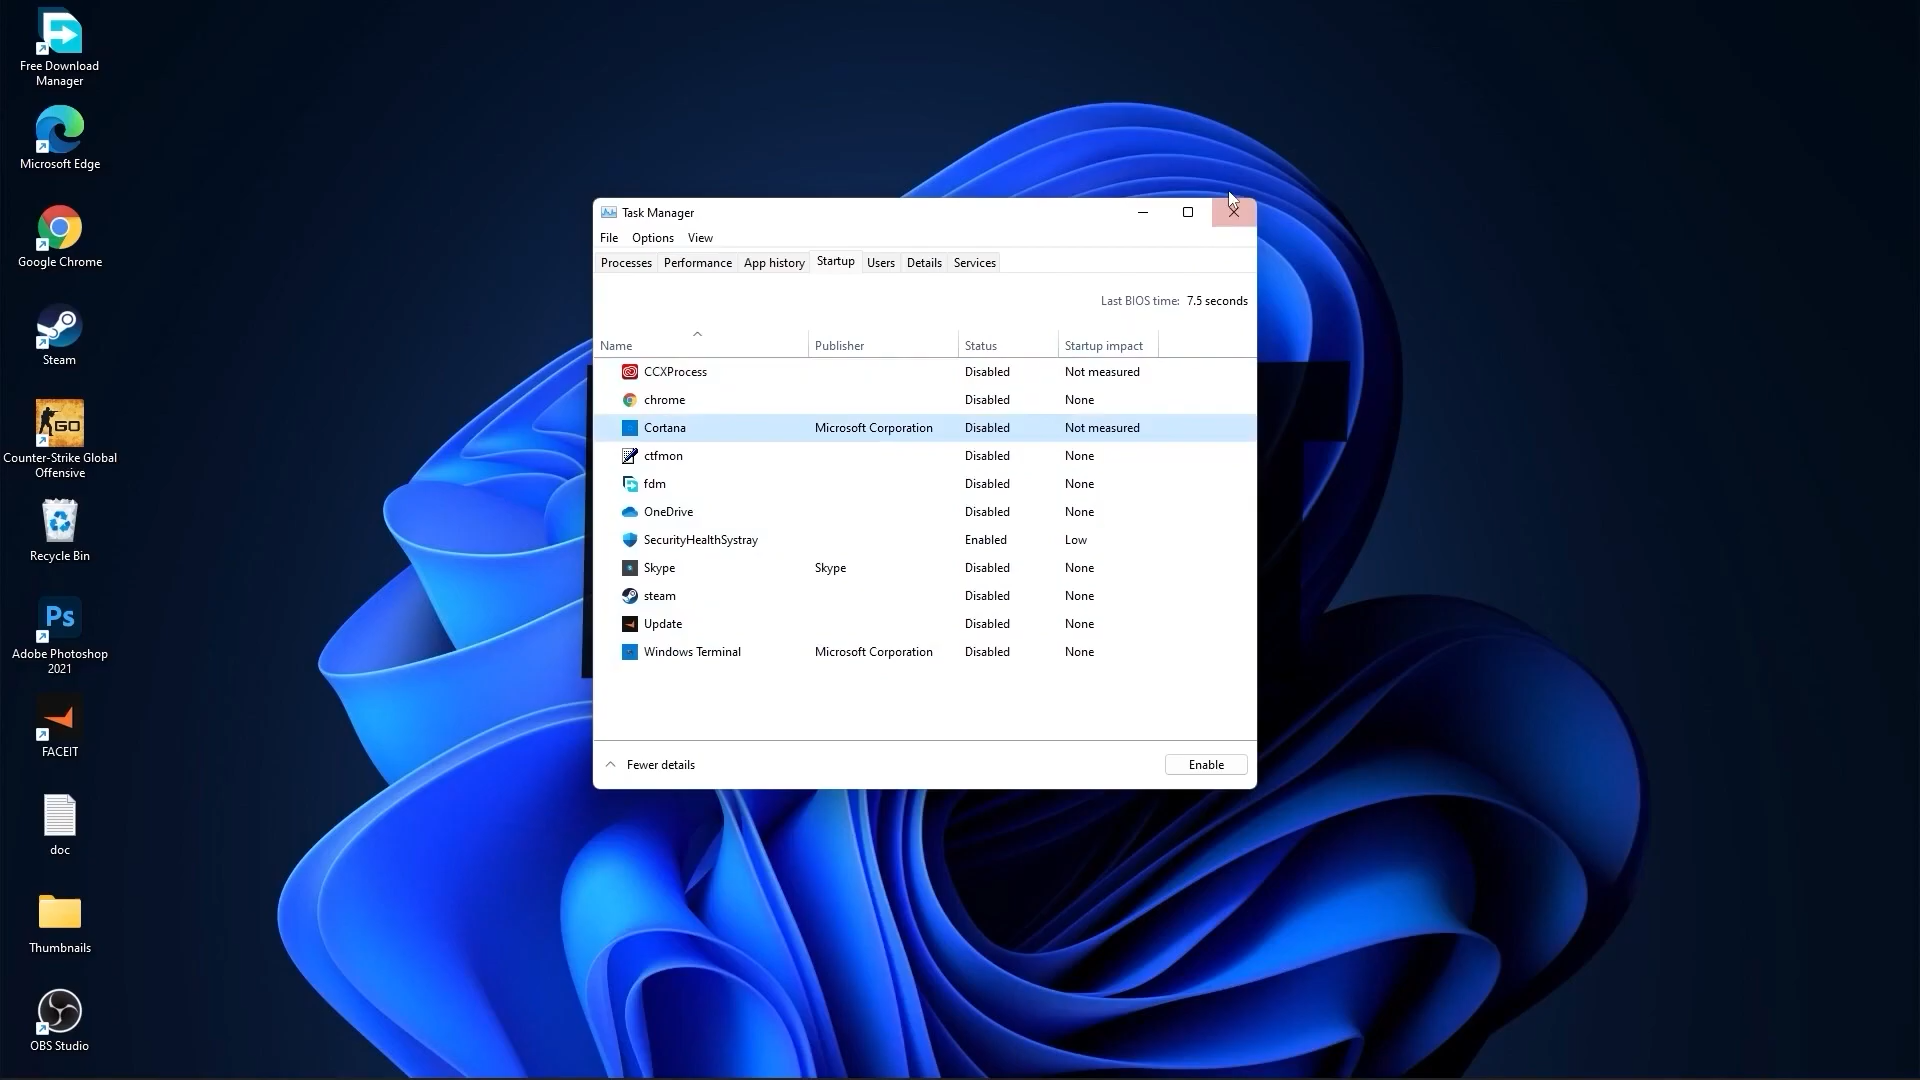 Free Download
Manager
Microsoft Edge
Google Chrome
Steam
GO
Counter-Strike Global
Offensive
Recycle Bin
Ps
Adobe Photoshop
2021
FACEIT
doc
Thumbnails
OBS Studio
Task Manager
File Options View
Processes Performance App history Startup Users Details Services
Last BIOS time: 7.5 seconds
Name Publisher Status Startup impact
CCXProcess Disabled Not measured
chrome Disabled None
Cortana Microsoft Corporation Disabled Not measured
ctfmon Disabled None
fdm Disabled None
OneDrive Disabled None
SecurityHealthSystray Enabled Low
Skype Skype Disabled None
steam Disabled None
Update Disabled None
Windows Terminal Microsoft Corporation Disabled None
Fewer details Enable